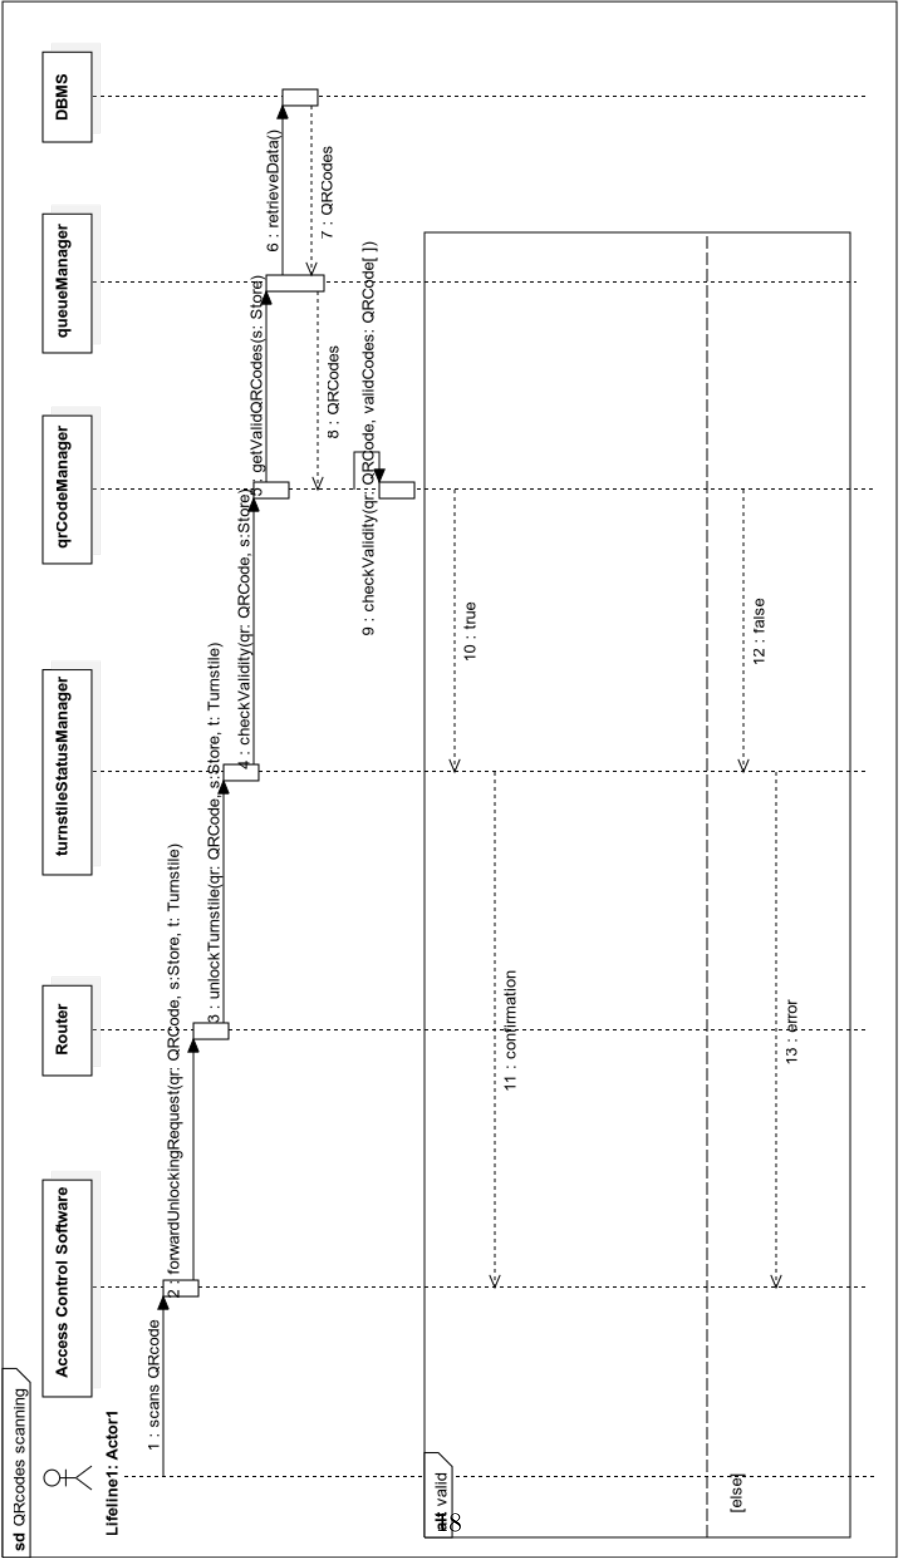 sd QRcodes scanning
Lifeline1: Actor1
Access Control Software
Router
turnstileStatusManager
qrCodeManager
queueManager
DBMS
1 : scans QRcode
2 : forwardUnlockingRequest(qr: QRCode, s:Store, t: Turnstile)
3 : unlockTurnstile(qr: QRCode, s:Store, t: Turnstile)
4 : checkValidity(qr: QRCode, s:Store)
5 : getValidQRCodes(s: Store)
6 : retrieveData()
7 : QRCodes
8 : QRCodes
9 : checkValidity(qr: QRCode, validCodes: QRCode[ ])
alt valid
10 : true
11 : confirmation
[else]
12 : false
13 : error